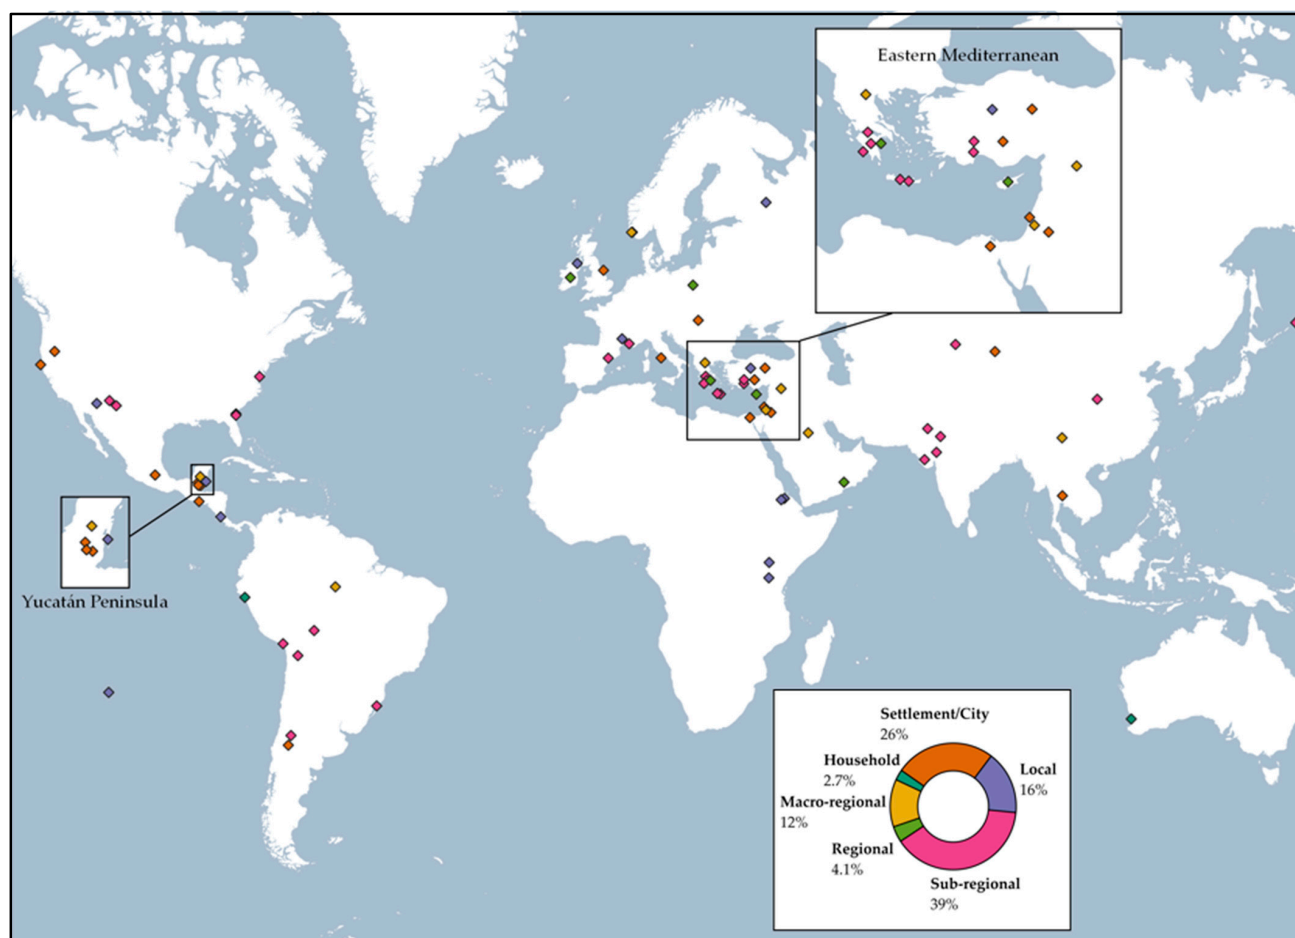 Eastern Mediterranean
Yucatán Peninsula
Settlement/City
26%
Household
2.7%
Local
16%
Macro-regional
12%
Regional
4.1%
Sub-regional
39%